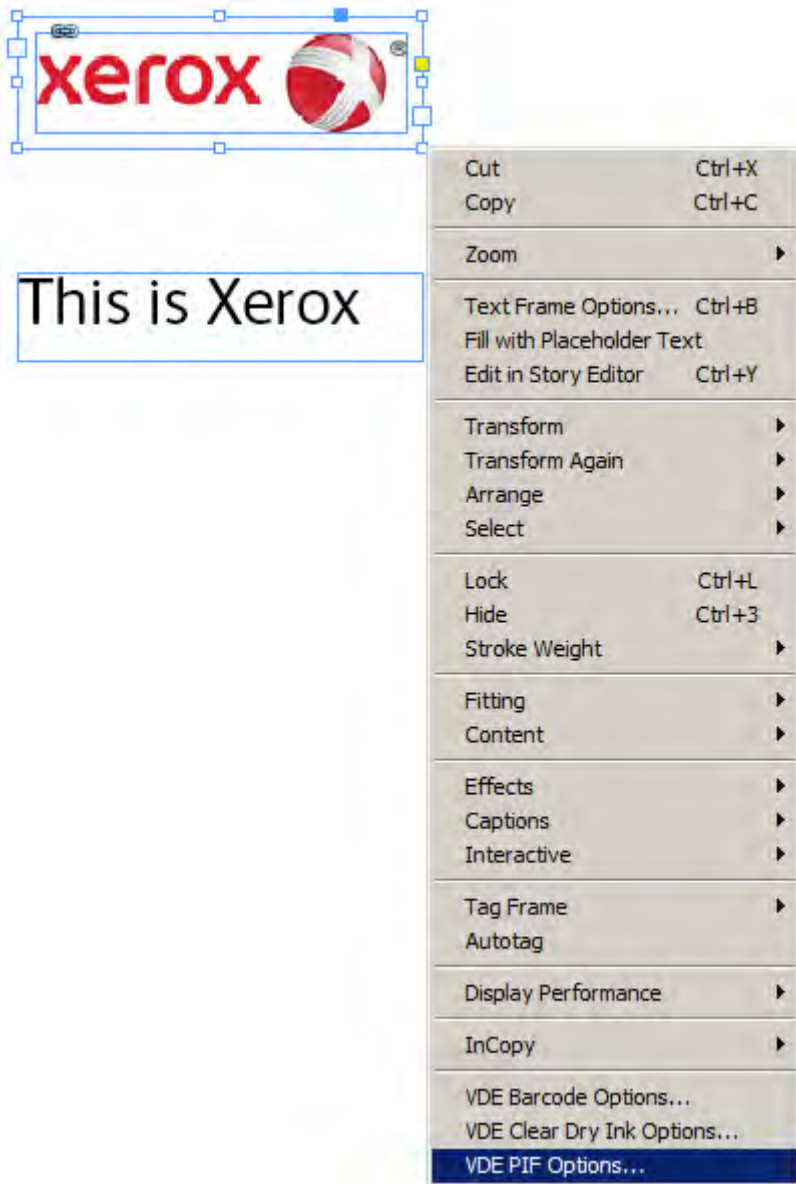 xerox
This is Xerox
Cut Ctrl+X
Copy Ctrl+C
Zoom
Text Frame Options... Ctrl+B
Fill with Placeholder Text
Edit in Story Editor Ctrl+Y
Transform
Transform Again
Arrange
Select
Lock Ctrl+L
Hide Ctrl+3
Stroke Weight
Fitting
Content
Effects
Captions
Interactive
Tag Frame
Autotag
Display Performance
InCopy
VDE Barcode Options...
VDE Clear Dry Ink Options...
VDE PIF Options...